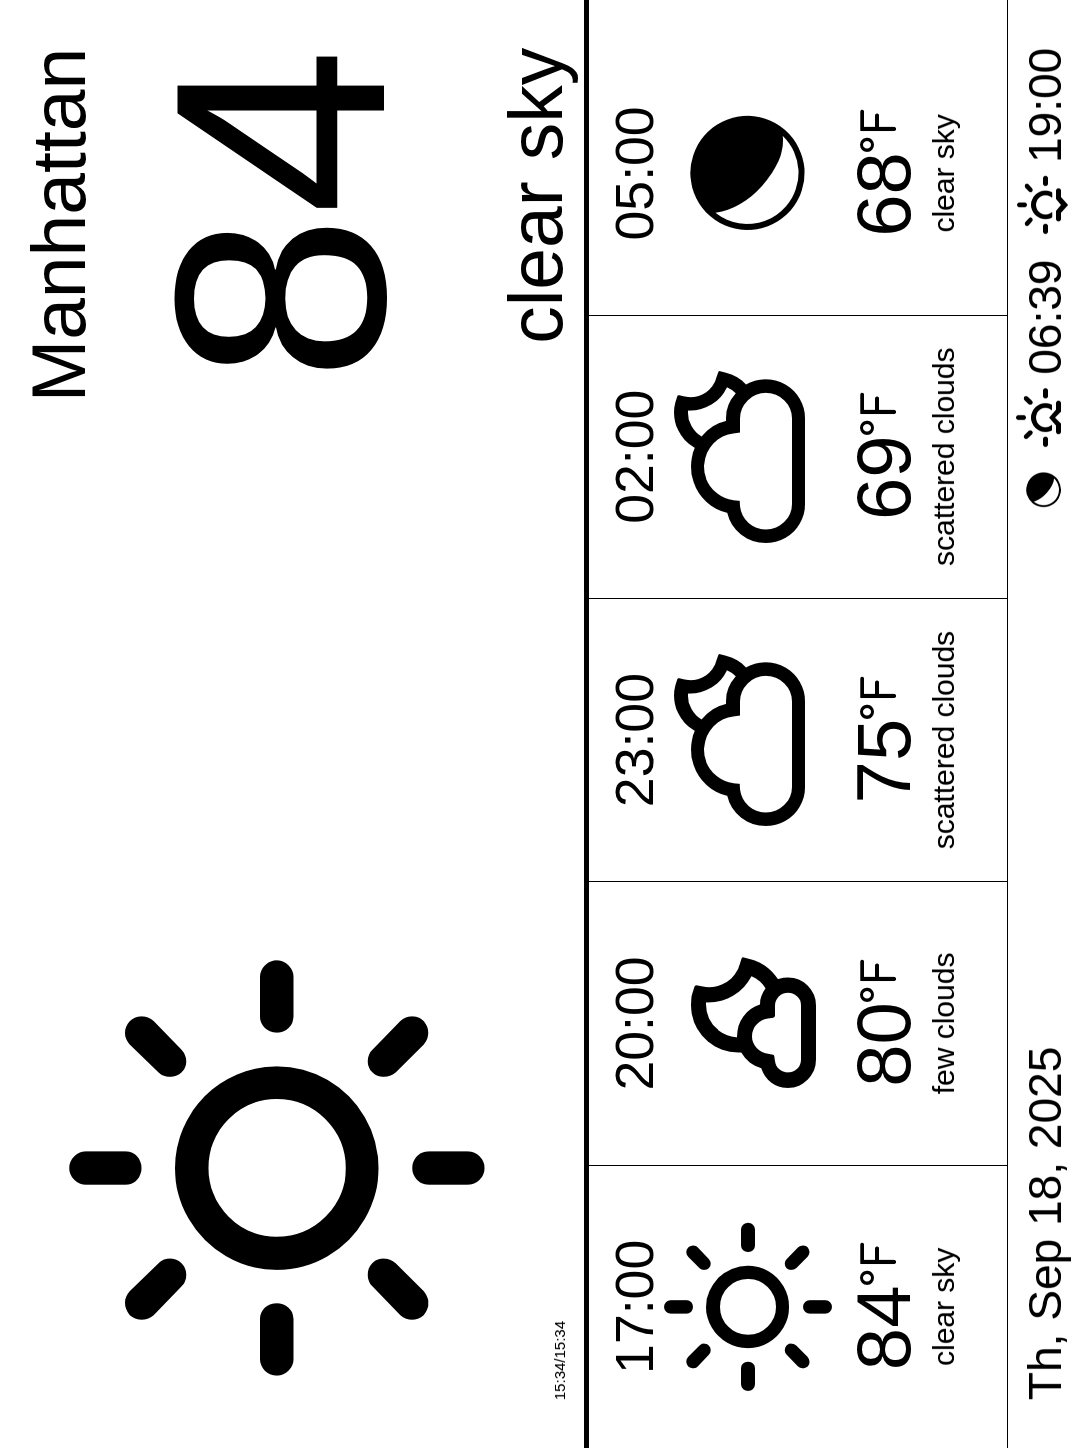 Manhattan
84
clear sky
15:34/15:34
17:00
84°F
clear sky
20:00
80°F
few clouds
23:00
75°F
scattered clouds
02:00
69°F
scattered clouds
05:00
68°F
clear sky
Th, Sep 18, 2025
06:39
19:00